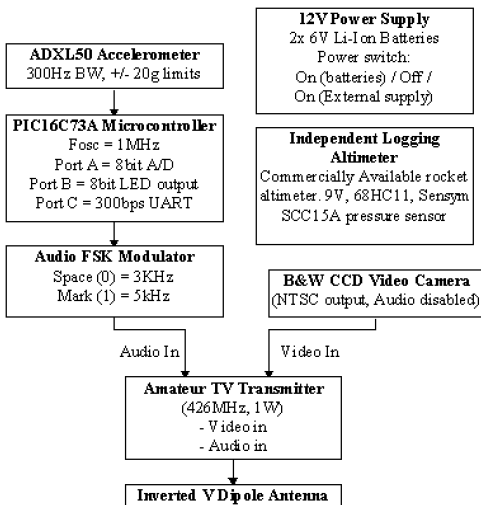 ADXL50 Accelerometer
300Hz BW, +/- 20g limits
PIC16C73A Microcontroller
Fosc = 1MHz
Port A = 8bit A/D
Port B = 8bit LED output
Port C = 300bps UART
Audio FSK Modulator
Space (0) = 3KHz
Mark (1) = 5kHz
12V Power Supply
2x 6V Li-Ion Batteries
Power switch:
On (batteries) / Off /
On (External supply)
Independent Logging
Altimeter
Commercially Available rocket
altimeter. 9V, 68HC11, Sensym
SCC15A pressure sensor
B&W CCD Video Camera
(NTSC output, Audio disabled)
Audio In
Video In
Amateur TV Transmitter
(426MHz, 1W)
- Video in
- Audio in
Inverted V Dipole Antenna